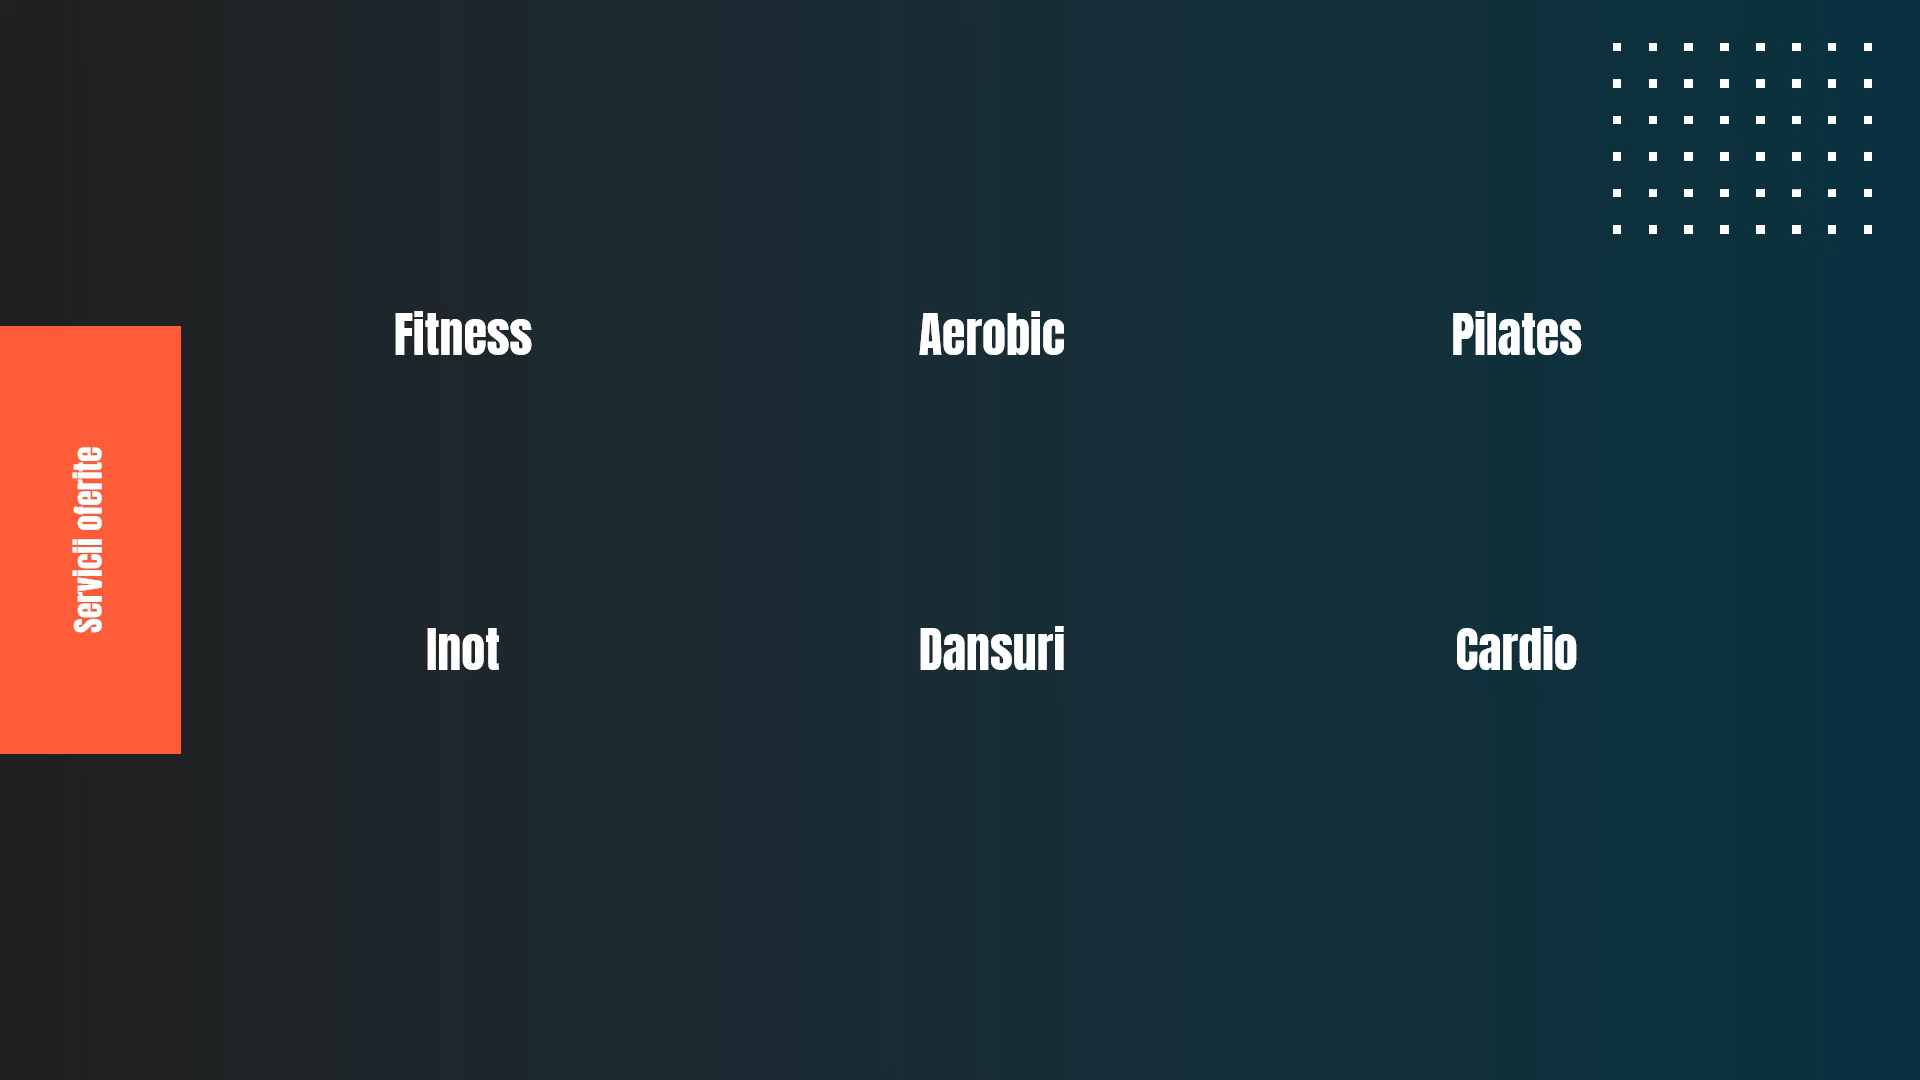 Servicii oferite
Fitness
Aerobic
Pilates
Inot
Dansuri
Cardio